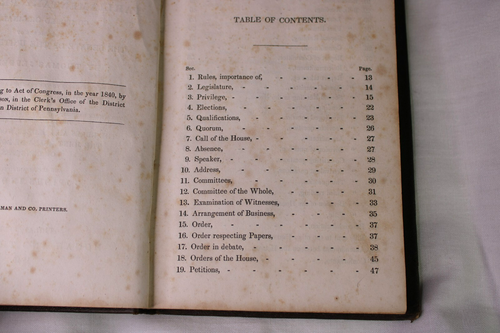 g to Act of Congress, in the year 1840, by
son, in the Clerk's Office of the District
n District of Pennsylvania.
MAN AND CO. PRINTERS.
TABLE OF CONTENTS.
Sec. Page.
1. Rules, importance of, - - - - - 13
2. Legislature, - - - - - - 14
3. Privilege, - - - - - - 15
4. Elections, - - - - - - 22
5. Qualifications, - - - - - 23
6. Quorum, - - - - - - 26
7. Call of the House, - - - - - 27
8. Absence, - - - - - - 27
9. Speaker, - - - - - - 28
10. Address, - - - - - - 29
11. Committees, - - - - - - 30
12. Committee of the Whole, - - - - 31
13. Examination of Witnesses, - - - - 33
14. Arrangement of Business, - - - - 35
15. Order, - - - - - - 37
16. Order respecting Papers, - - - - 37
17. Order in debate, - - - - - 38
18. Orders of the House, - - - - - 45
19. Petitions, - - - - - - 47